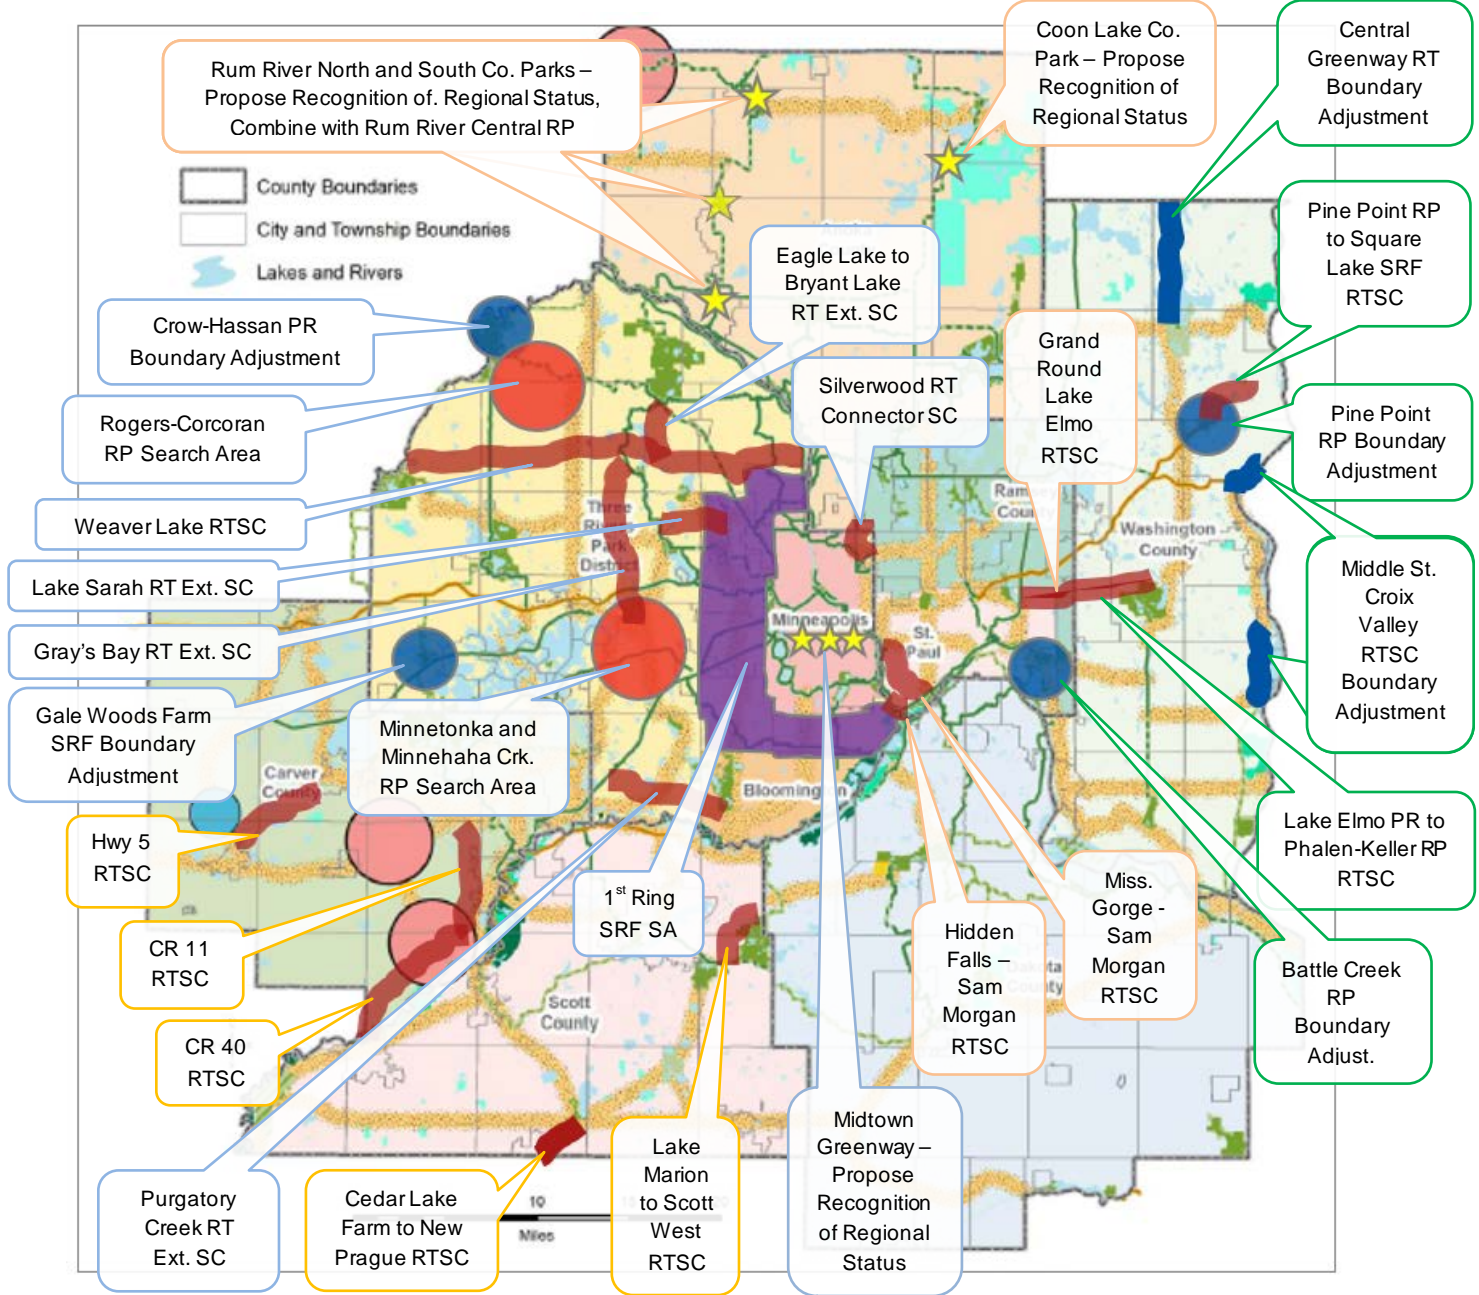 Rum River North and South Co. Parks –
Propose Recognition of. Regional Status,
Combine with Rum River Central RP
Coon Lake Co.
Park – Propose
Recognition of
Regional Status
Central
Greenway RT
Boundary
Adjustment
County Boundaries
City and Township Boundaries
Lakes and Rivers
Pine Point RP
to Square
Lake SRF
RTSC
Eagle Lake to
Bryant Lake
RT Ext. SC
Crow-Hassan PR
Boundary Adjustment
Grand
Round
Lake
Elmo
RTSC
Silverwood RT
Connector SC
Rogers-Corcoran
RP Search Area
Pine Point
RP Boundary
Adjustment
Weaver Lake RTSC
Three
Park
District
County
Washington
County
Lake Sarah RT Ext. SC
Middle St.
Croix
Valley
RTSC
Boundary
Adjustment
Gray's Bay RT Ext. SC
Minneapolis
St.
Paul
Gale Woods Farm
SRF Boundary
Adjustment
Minnetonka and
Minnehaha Crk.
RP Search Area
Carver
County
Bloomington
Hwy 5
RTSC
Lake Elmo PR to
Phalen-Keller RP
RTSC
1st Ring
SRF SA
Miss.
Gorge -
Sam
Morgan
RTSC
CR 11
RTSC
Hidden
Falls –
Sam
Morgan
RTSC
Battle Creek
RP
Boundary
Adjust.
Scott
County
CR 40
RTSC
Purgatory
Creek RT
Ext. SC
Cedar Lake
Farm to New
Prague RTSC
10
Miles
Lake
Marion
to Scott
West
RTSC
Midtown
Greenway –
Propose
Recognition
of Regional
Status